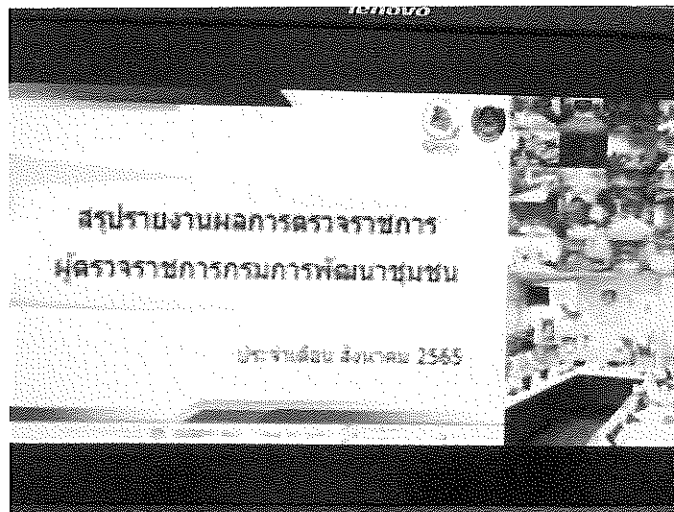 lenovo
สรุปรายงานผลการตรวจราชการ
ผู้ตรวจราชการกรมการพัฒนาชุมชน
ประจำเดือน สิงหาคม 2565